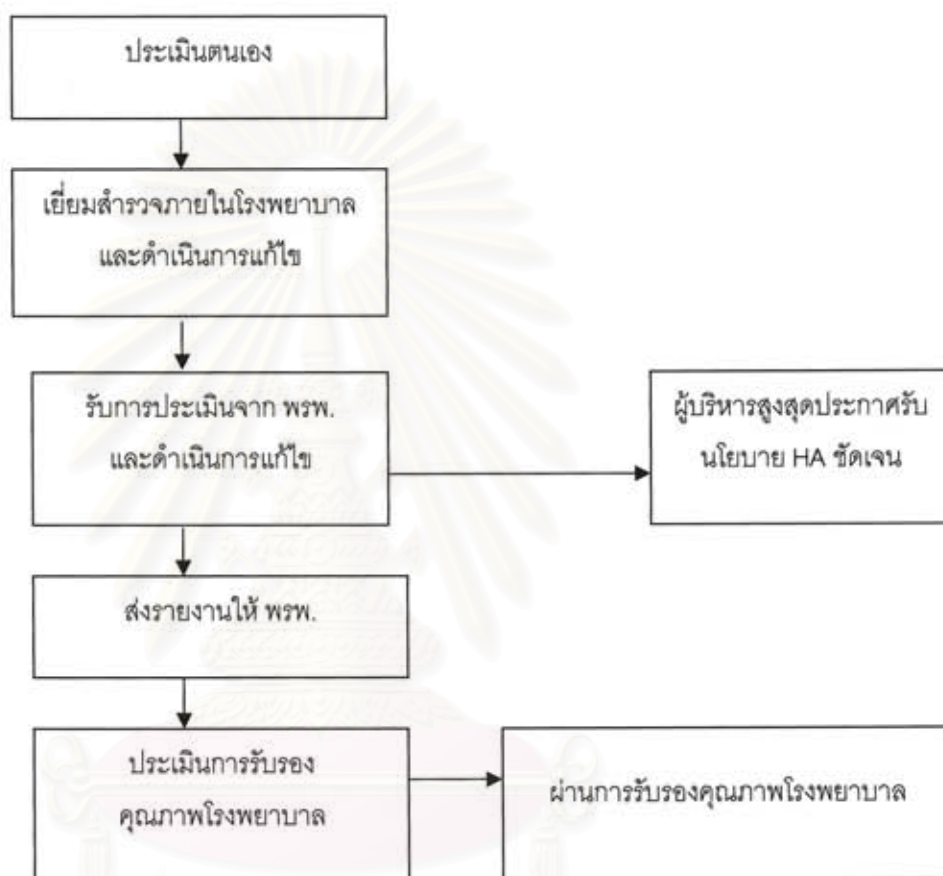 ประเมินตนเอง
เยี่ยมสำรวจภายในโรงพยาบาล
และดำเนินการแก้ไข
รับการประเมินจาก พรพ.
และดำเนินการแก้ไข
ผู้บริหารสูงสุดประกาศรับ
นโยบาย HA ชัดเจน
ส่งรายงานให้ พรพ.
ประเมินการรับรอง
คุณภาพโรงพยาบาล
ผ่านการรับรองคุณภาพโรงพยาบาล